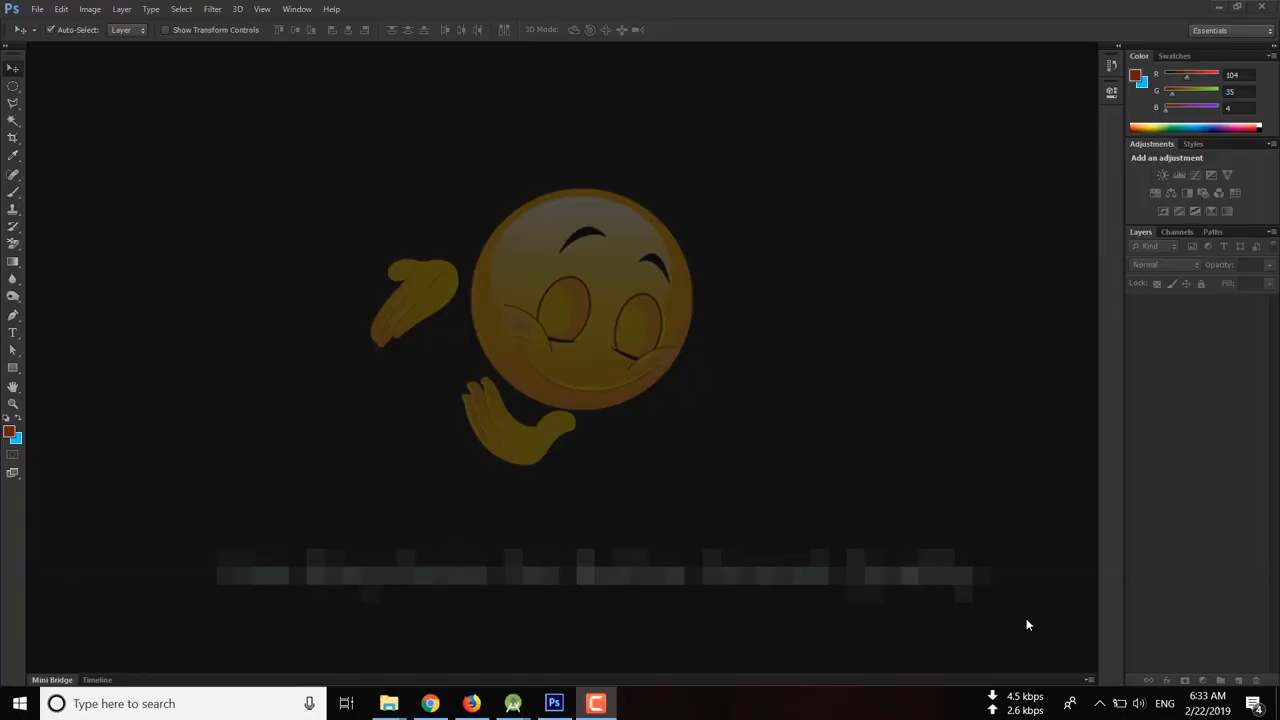 Ps File Edit Image Layer Type Select Filter 3D View Window Help
Auto-Select: Layer Show Transform Controls 3D Mode: Essentials
Color Swatches
R 104
G 35
B 4
Adjustments Styles
Add an adjustment
Layers Channels Paths
Kind
Normal Opacity:
Lock: Fill:
Mini Bridge Timeline
Type here to search
Ps
4.5 kbps
2.6 kbps
ENG
6:33 AM
2/22/2019
4